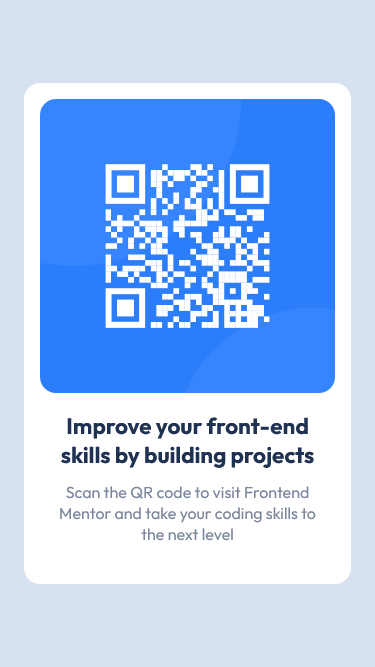 Improve your front-end
skills by building projects
Scan the QR code to visit Frontend
Mentor and take your coding skills to
the next level